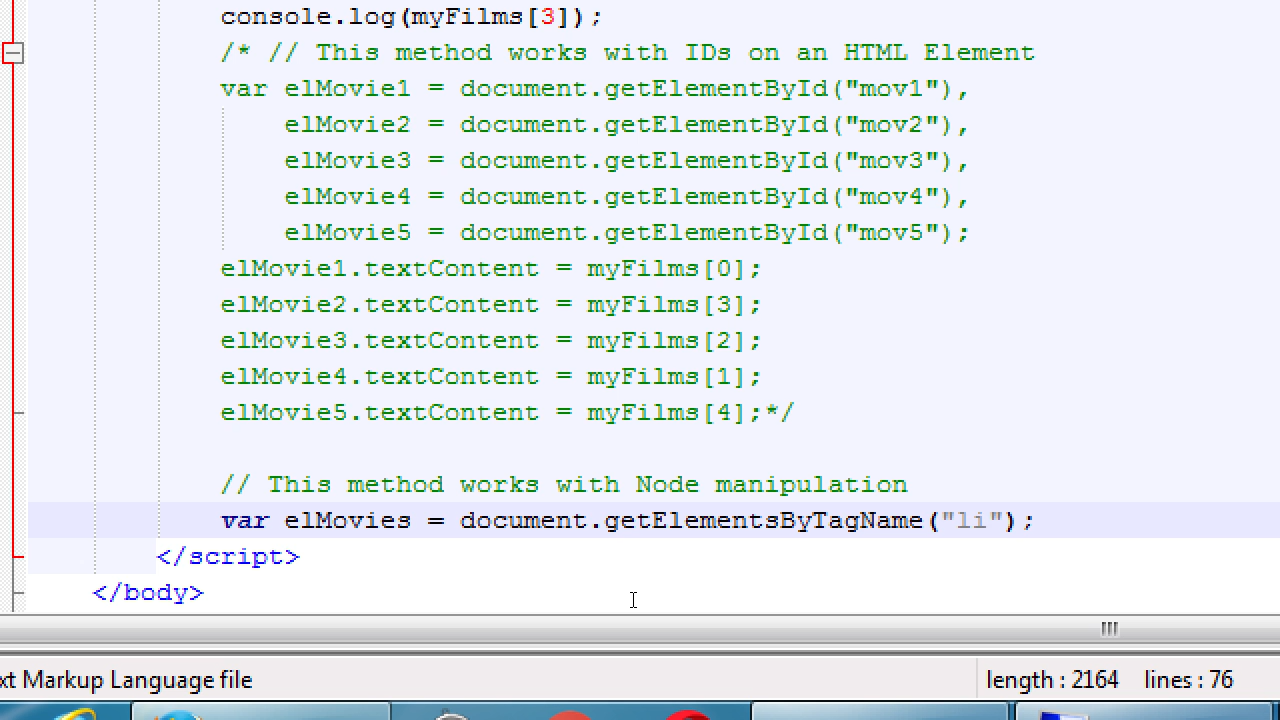 console.log(myFilms[3]);
/* // This method works with IDs on an HTML Element
var elMovie1 = document.getElementById("mov1"),
elMovie2 = document.getElementById("mov2"),
elMovie3 = document.getElementById("mov3"),
elMovie4 = document.getElementById("mov4"),
elMovie5 = document.getElementById("mov5");
elMovie1.textContent = myFilms[0];
elMovie2.textContent = myFilms[3];
elMovie3.textContent = myFilms[2];
elMovie4.textContent = myFilms[1];
elMovie5.textContent = myFilms[4];*/
// This method works with Node manipulation
var elMovies = document.getElementsByTagName("li");
</script>
</body>
xt Markup Language file length : 2164 lines : 76